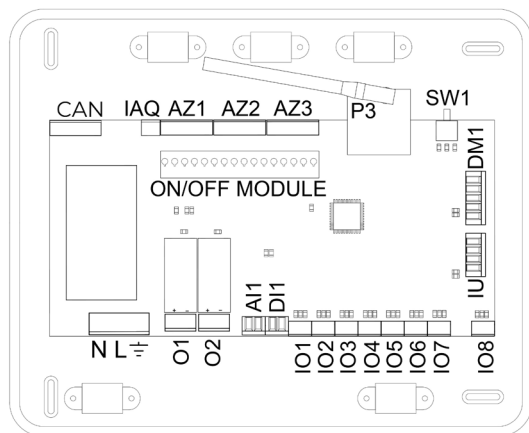 CAN IAQ AZ1 AZ2 AZ3 P3 SW1
ON/OFF MODULE
DM1
IU
AI1
DI1
N L
O1
O2
IO1
IO2
IO3
IO4
IO5
IO6
IO7
IO8